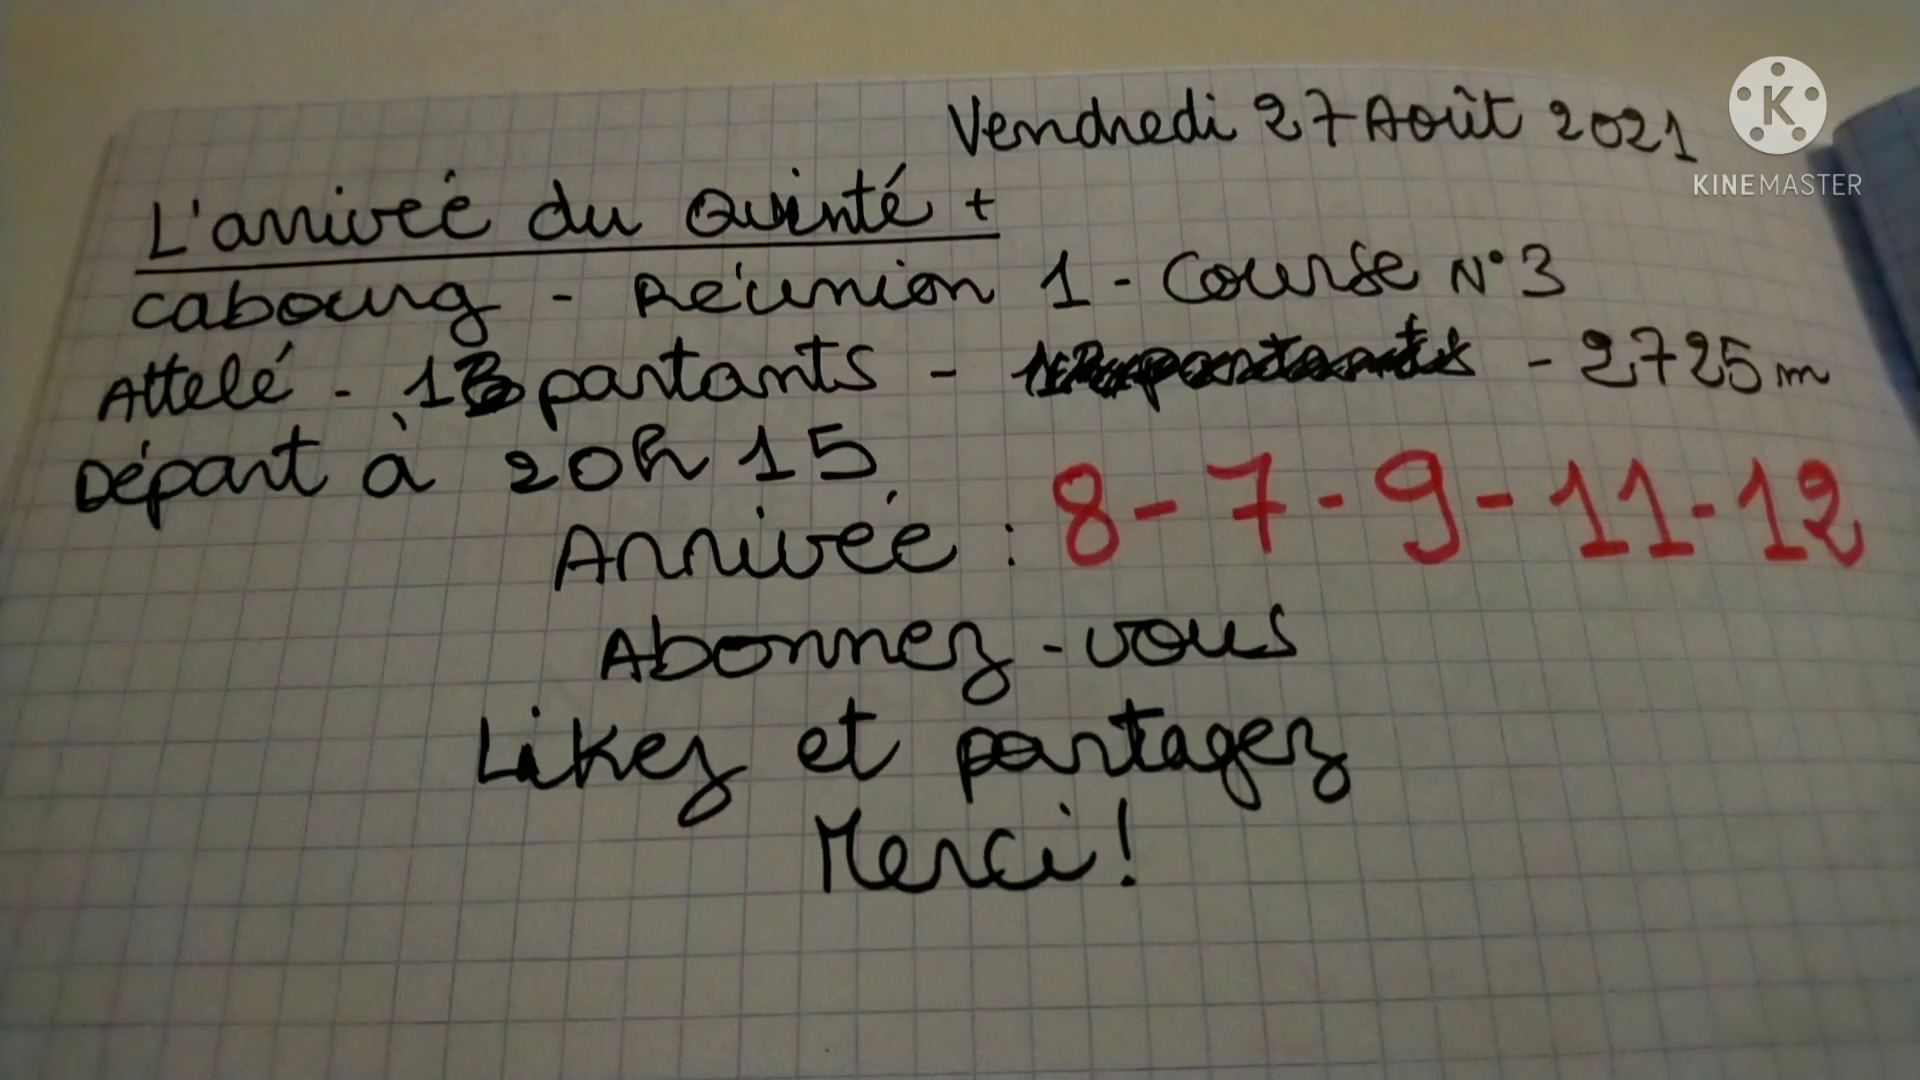 Vendredi 27 Août 2021
KINEMASTER
L'arrivée du Quinté +
Cabourg - Réunion 1 - Course N°3
Attelé - 13 partants - - 2725m
Départ à 20h15
Arrivée : 8-7-9-11-12
Abonnez-vous
Likez et partagez
Merci!